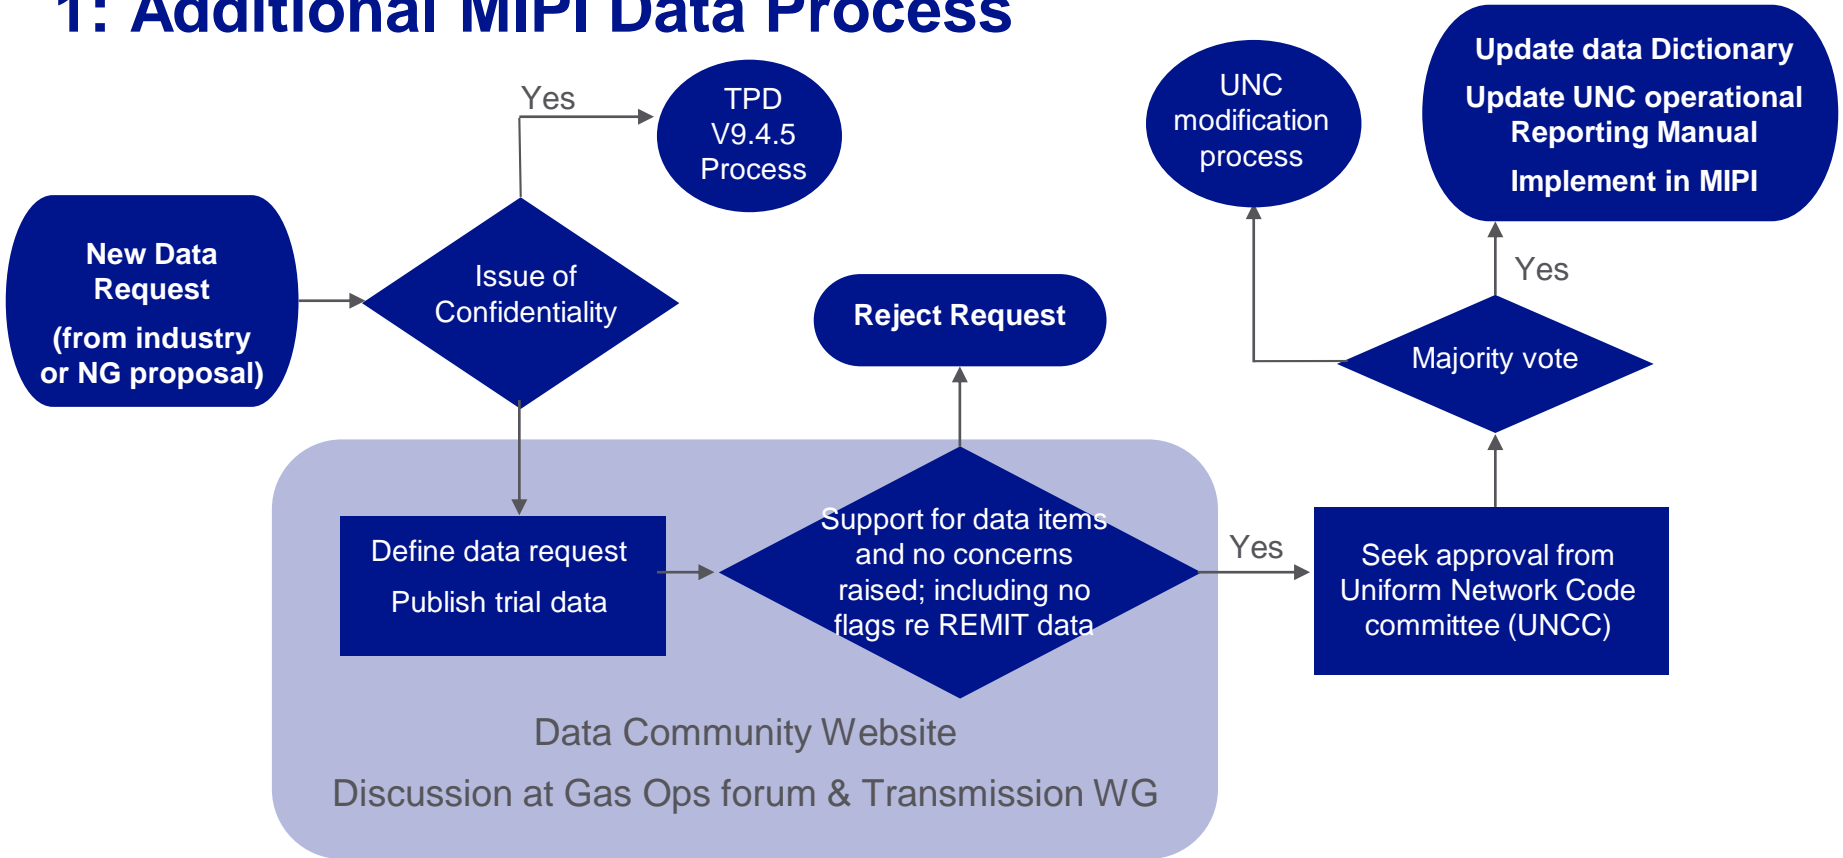 1: Additional MIPI Data Process
Yes
TPD
V9.4.5
Process
UNC
modification
process
Update data Dictionary
Update UNC operational
Reporting Manual
Implement in MIPI
New Data
Request
(from industry
or NG proposal)
Issue of
Confidentiality
Reject Request
Yes
Majority vote
Define data request
Publish trial data
Support for data items
and no concerns
raised; including no
flags re REMIT data
Yes
Seek approval from
Uniform Network Code
committee (UNCC)
Data Community Website
Discussion at Gas Ops forum & Transmission WG